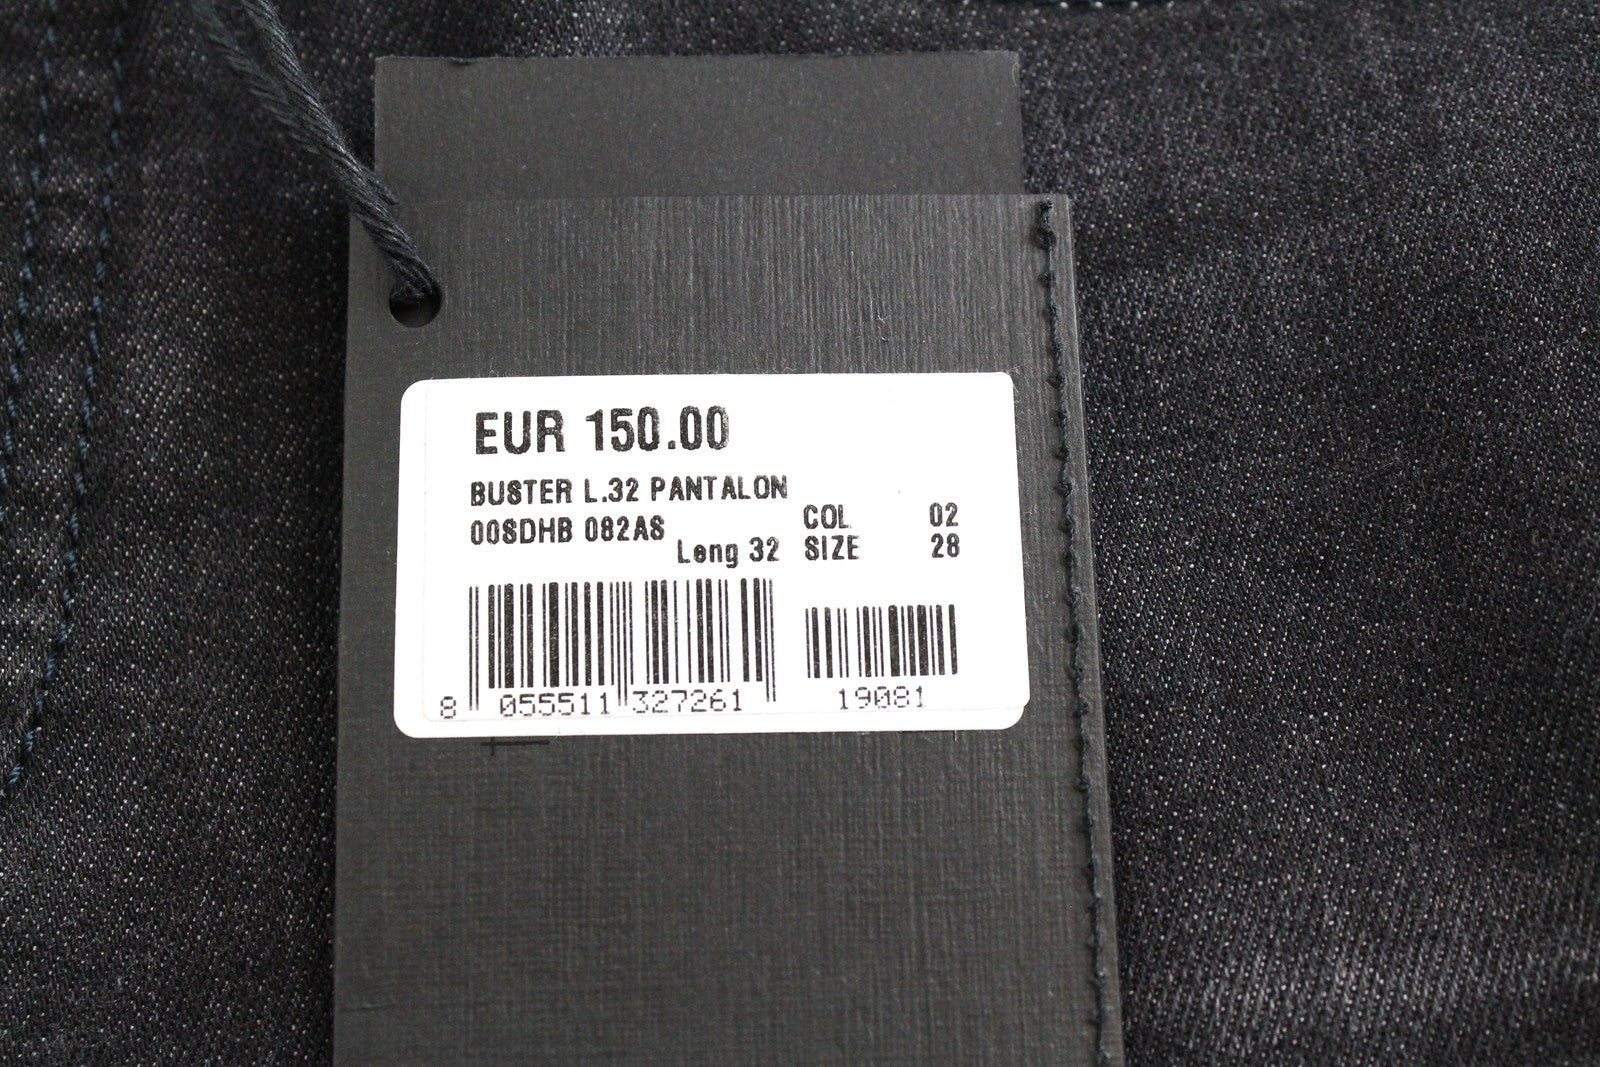 EUR 150.00
BUSTER L.32 PANTALON
00SDHB 082AS COL 02
Leng 32 SIZE 28
8 055511 327261 19081